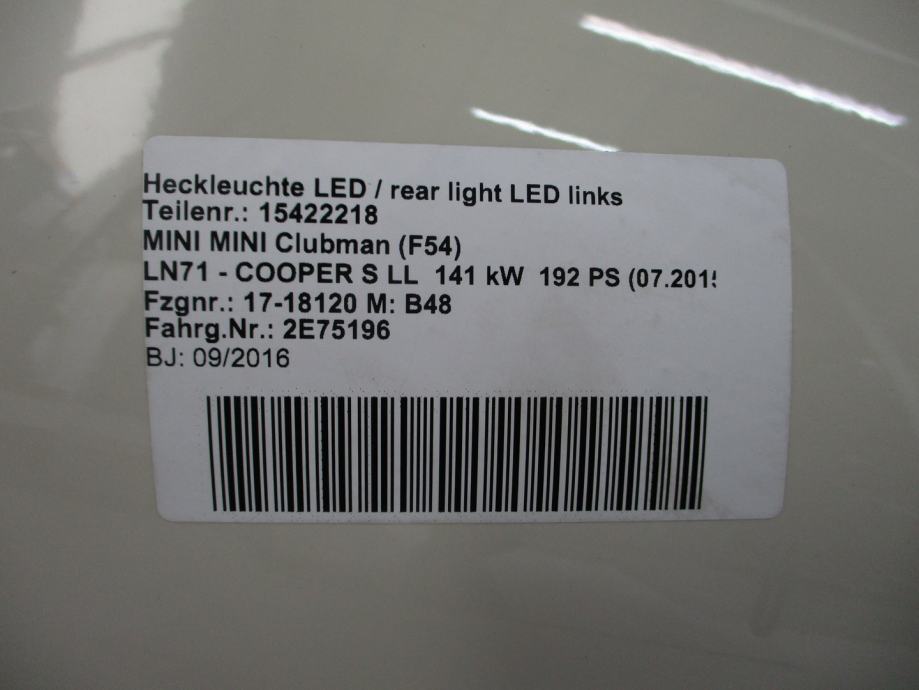 Heckleuchte LED / rear light LED links
Teilenr.: 15422218
MINI MINI Clubman (F54)
LN71 - COOPER S LL 141 kW 192 PS (07.2015
Fzgnr.: 17-18120 M: B48
Fahrg.Nr.: 2E75196
BJ: 09/2016